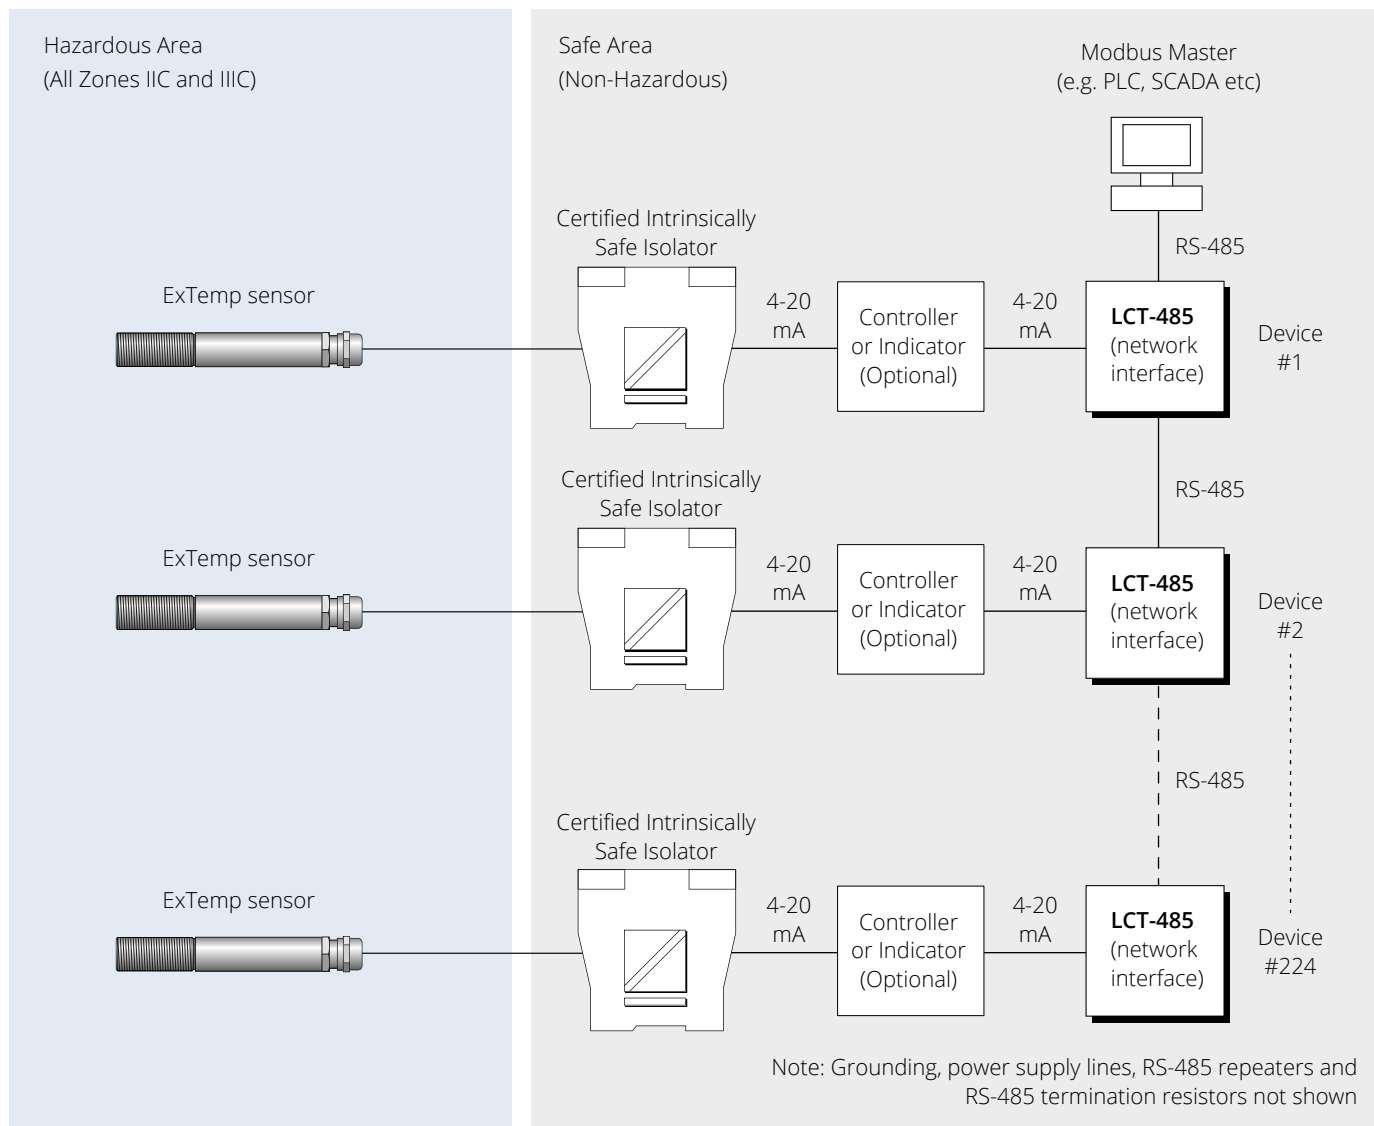 Hazardous Area
(All Zones IIC and IIIC)
Safe Area
(Non-Hazardous)
Modbus Master
(e.g. PLC, SCADA etc)
RS-485
Certified Intrinsically
Safe Isolator
ExTemp sensor
4-20
mA
Controller
or Indicator
(Optional)
4-20
mA
LCT-485
(network
interface)
Device
#1
RS-485
Certified Intrinsically
Safe Isolator
ExTemp sensor
4-20
mA
Controller
or Indicator
(Optional)
4-20
mA
LCT-485
(network
interface)
Device
#2
RS-485
Certified Intrinsically
Safe Isolator
ExTemp sensor
4-20
mA
Controller
or Indicator
(Optional)
4-20
mA
LCT-485
(network
interface)
Device
#224
Note: Grounding, power supply lines, RS-485 repeaters and
RS-485 termination resistors not shown